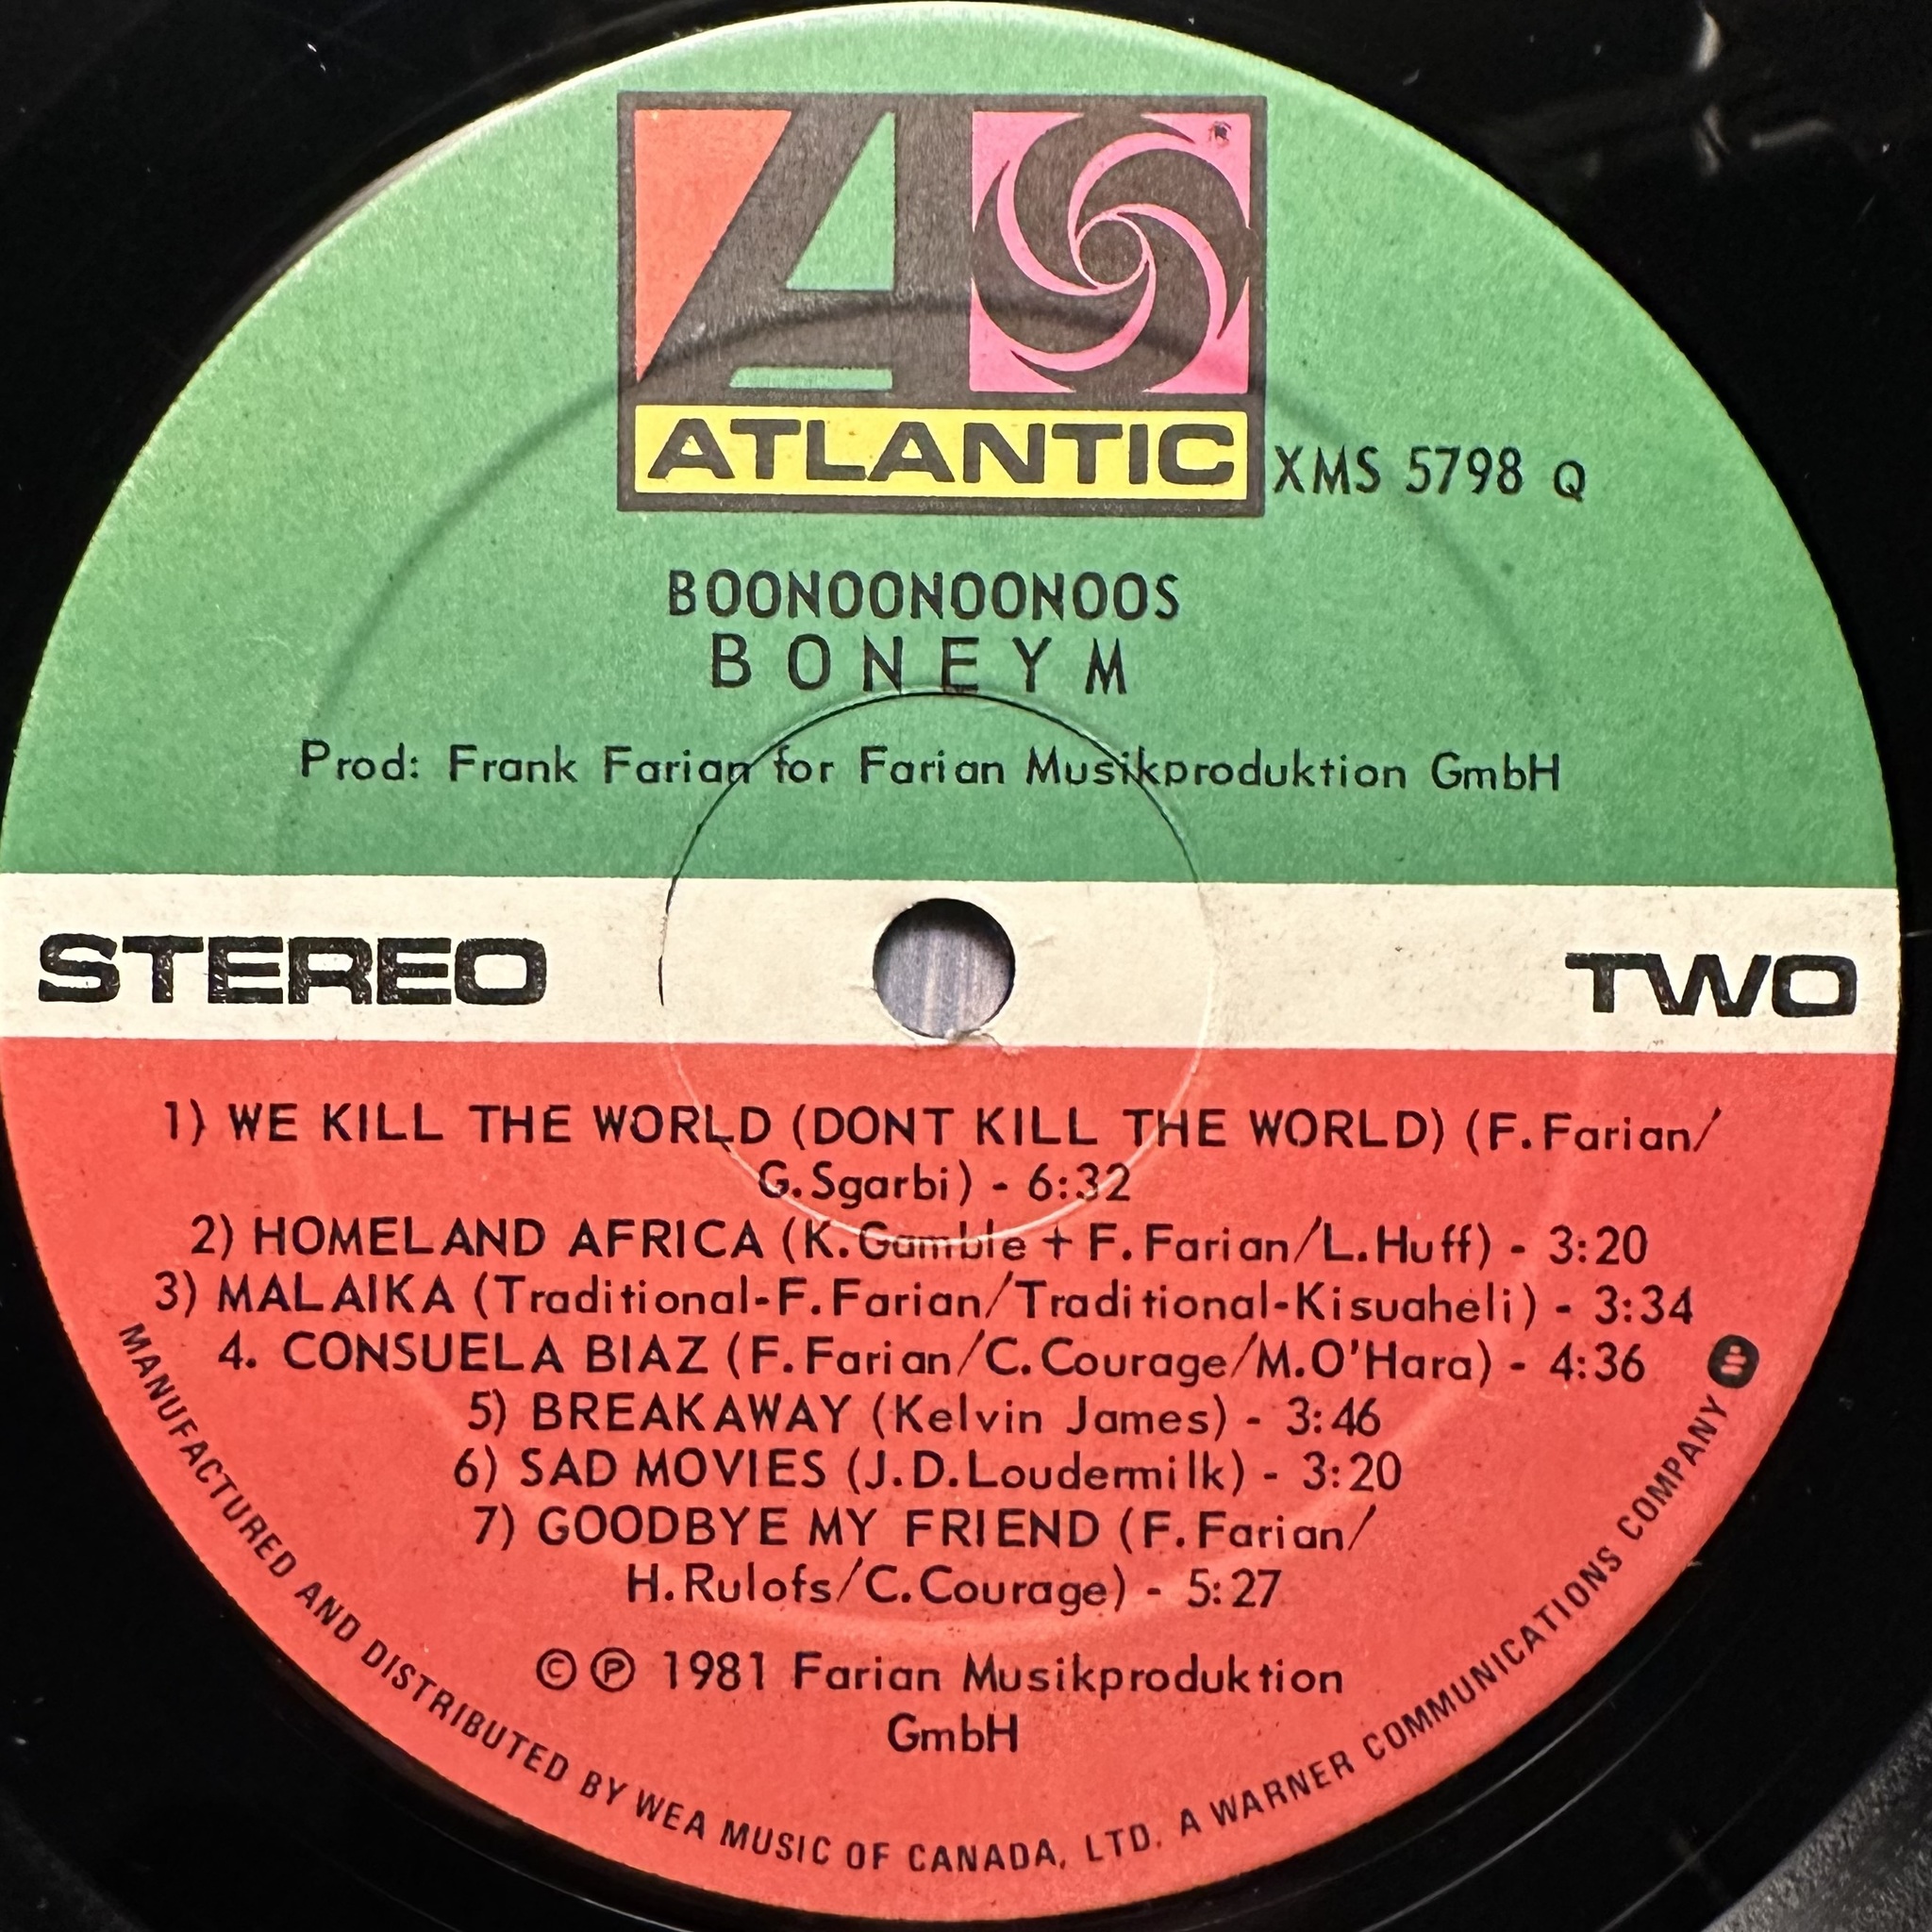 ATLANTIC
XMS 5798 Q
BOONOONOONOOS
BONEY M
Prod: Frank Farian for Farian Musikproduktion GmbH
STEREO
TWO
1) WE KILL THE WORLD (DONT KILL THE WORLD) (F.Farian/
G.Sgarbi) - 6:32
2) HOMELAND AFRICA (K.Gamble + F.Farian/L.Huff) - 3:20
3) MALAIKA (Traditional-F.Farian/Traditional-Kisuaheli) - 3:34
4. CONSUELA BIAZ (F.Farian/C.Courage/M.O'Hara) - 4:36
5) BREAKAWAY (Kelvin James) - 3:46
6) SAD MOVIES (J.D.Loudermilk) - 3:20
7) GOODBYE MY FRIEND (F.Farian/
H.Rulofs/C.Courage) - 5:27
© ℗ 1981 Farian Musikproduktion
GmbH
MANUFACTURED AND DISTRIBUTED BY WEA MUSIC OF CANADA, LTD. A WARNER COMMUNICATIONS COMPANY